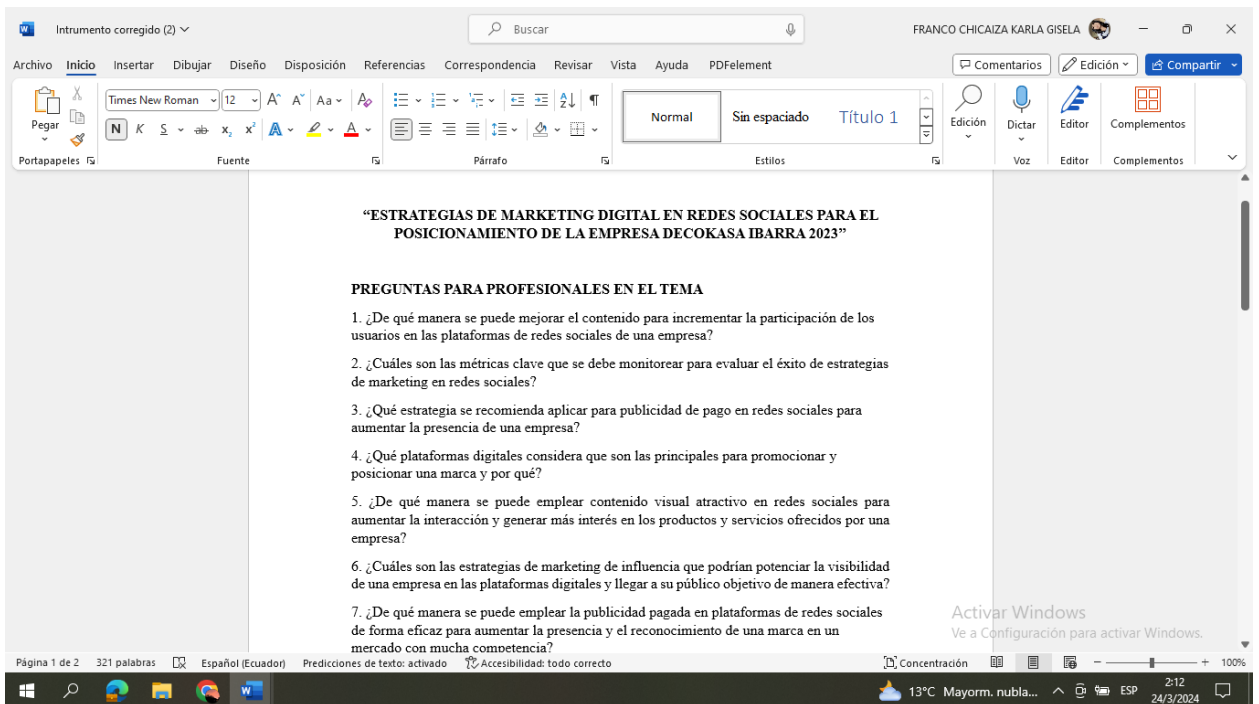 Intrumento corregido (2)
Buscar
FRANCO CHICAIZA KARLA GISELA
Archivo Inicio Insertar Dibujar Diseño Disposición Referencias Correspondencia Revisar Vista Ayuda PDFelement
Comentarios Edición Compartir
Times New Roman 12 A A Aa A
N K S ab x₂ x² A A
Pegar
Normal Sin espaciado Título 1
Edición Dictar Editor Complementos
Portapapeles Fuente Párrafo Estilos Voz Editor Complementos
“ESTRATEGIAS DE MARKETING DIGITAL EN REDES SOCIALES PARA EL
POSICIONAMIENTO DE LA EMPRESA DECOKASA IBARRA 2023”
PREGUNTAS PARA PROFESIONALES EN EL TEMA
1. ¿De qué manera se puede mejorar el contenido para incrementar la participación de los
usuarios en las plataformas de redes sociales de una empresa?
2. ¿Cuáles son las métricas clave que se debe monitorear para evaluar el éxito de estrategias
de marketing en redes sociales?
3. ¿Qué estrategia se recomienda aplicar para publicidad de pago en redes sociales para
aumentar la presencia de una empresa?
4. ¿Qué plataformas digitales considera que son las principales para promocionar y
posicionar una marca y por qué?
5. ¿De qué manera se puede emplear contenido visual atractivo en redes sociales para
aumentar la interacción y generar más interés en los productos y servicios ofrecidos por una
empresa?
6. ¿Cuáles son las estrategias de marketing de influencia que podrían potenciar la visibilidad
de una empresa en las plataformas digitales y llegar a su público objetivo de manera efectiva?
7. ¿De qué manera se puede emplear la publicidad pagada en plataformas de redes sociales
de forma eficaz para aumentar la presencia y el reconocimiento de una marca en un
mercado con mucha competencia?
Activar Windows
Ve a Configuración para activar Windows.
Página 1 de 2 321 palabras Español (Ecuador) Predicciones de texto: activado Accesibilidad: todo correcto Concentración 100%
13°C Mayorm. nubla... ESP 2:12
24/3/2024